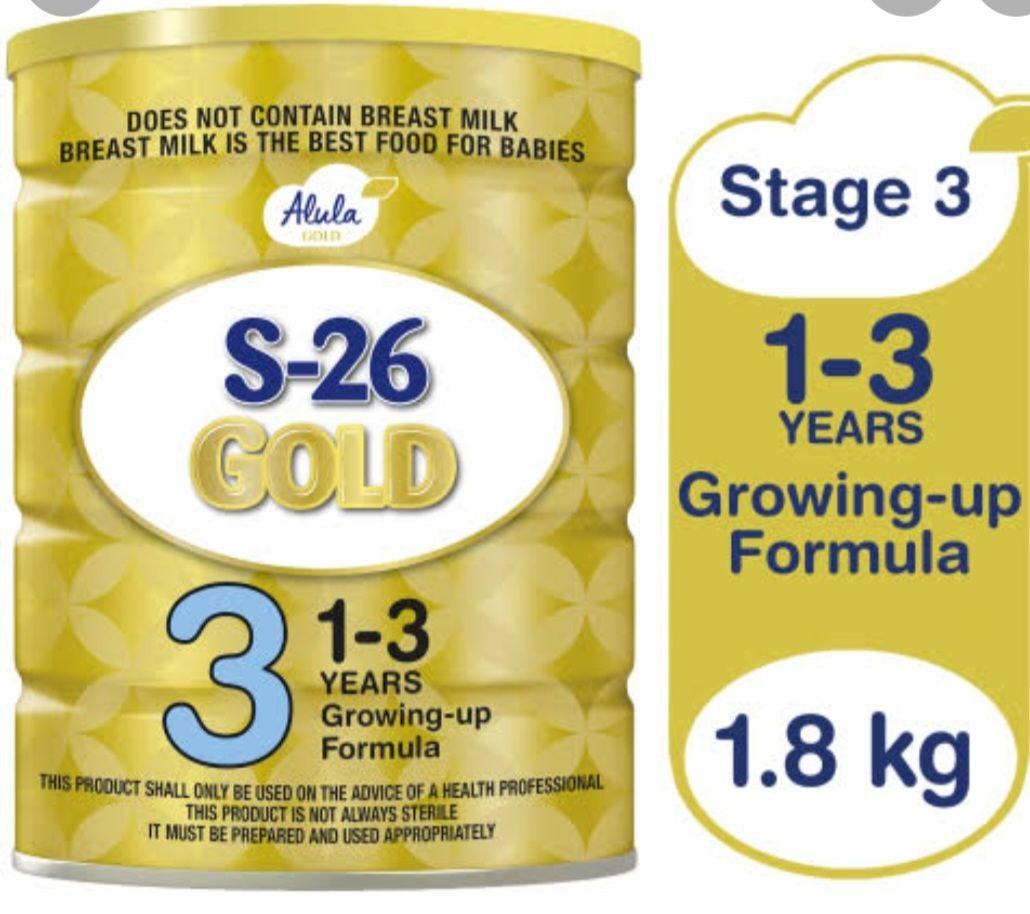 DOES NOT CONTAIN BREAST MILK
BREAST MILK IS THE BEST FOOD FOR BABIES
Alula
GOLD
S-26
GOLD
3
1-3
YEARS
Growing-up
Formula
THIS PRODUCT SHALL ONLY BE USED ON THE ADVICE OF A HEALTH PROFESSIONAL
THIS PRODUCT IS NOT ALWAYS STERILE
IT MUST BE PREPARED AND USED APPROPRIATELY
Stage 3
1-3
YEARS
Growing-up
Formula
1.8 kg